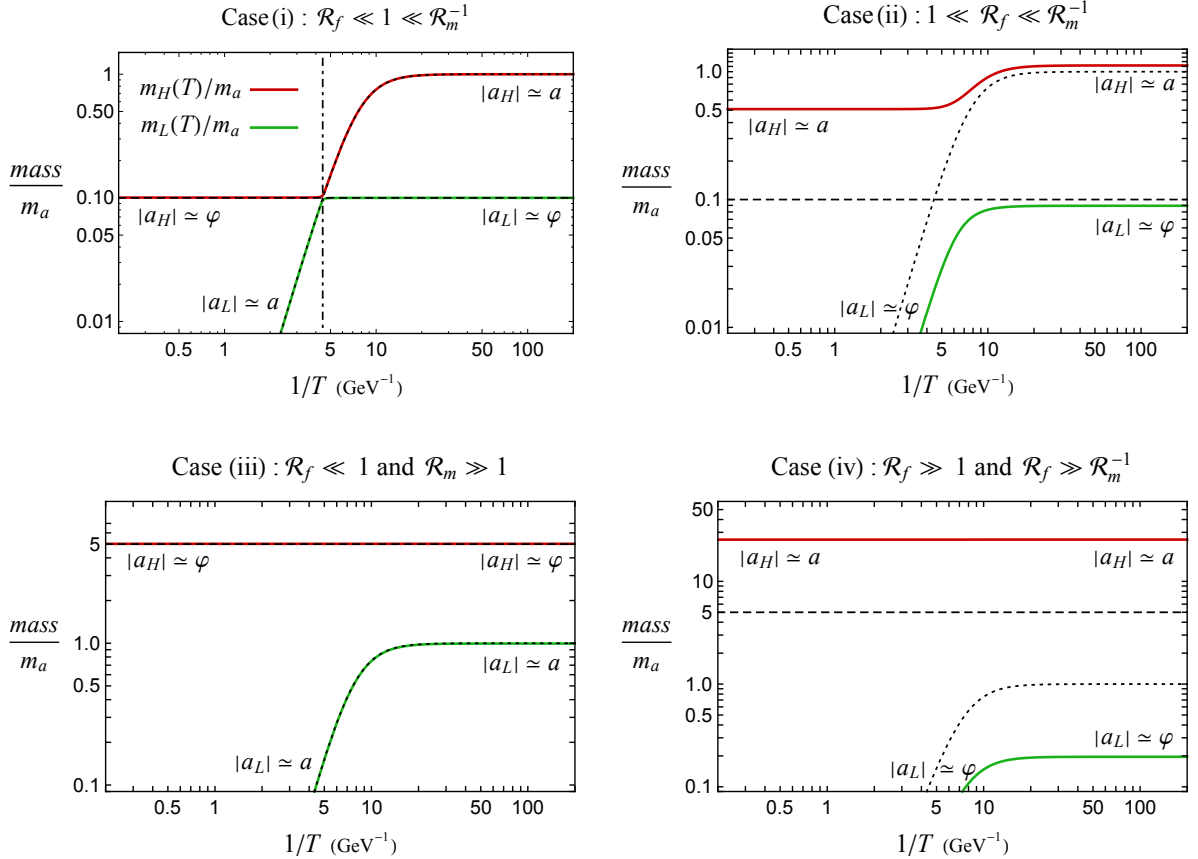 Case (i) : ℛ_f ≪ 1 ≪ ℛ_m^{-1}
1
0.50
0.10
0.05
0.01
mass
m_a
m_H(T)/m_a
m_L(T)/m_a
|a_H| ≃ a
|a_H| ≃ φ
|a_L| ≃ φ
|a_L| ≃ a
0.5 1 5 10 50 100
1/T (GeV⁻¹)
Case (ii) : 1 ≪ ℛ_f ≪ ℛ_m^{-1}
1.0
0.5
0.1
0.05
0.01
mass
m_a
|a_H| ≃ a
|a_H| ≃ a
|a_L| ≃ φ
|a_L| ≃ φ
0.5 1 5 10 50 100
1/T (GeV⁻¹)
Case (iii) : ℛ_f ≪ 1 and ℛ_m ≫ 1
5
1.0
0.5
0.1
mass
m_a
|a_H| ≃ φ
|a_H| ≃ φ
|a_L| ≃ a
|a_L| ≃ a
0.5 1 5 10 50 100
1/T (GeV⁻¹)
Case (iv) : ℛ_f ≫ 1 and ℛ_f ≫ ℛ_m^{-1}
50
10
5
1.0
0.5
0.1
mass
m_a
|a_H| ≃ a
|a_H| ≃ a
|a_L| ≃ φ
|a_L| ≃ φ
0.5 1 5 10 50 100
1/T (GeV⁻¹)